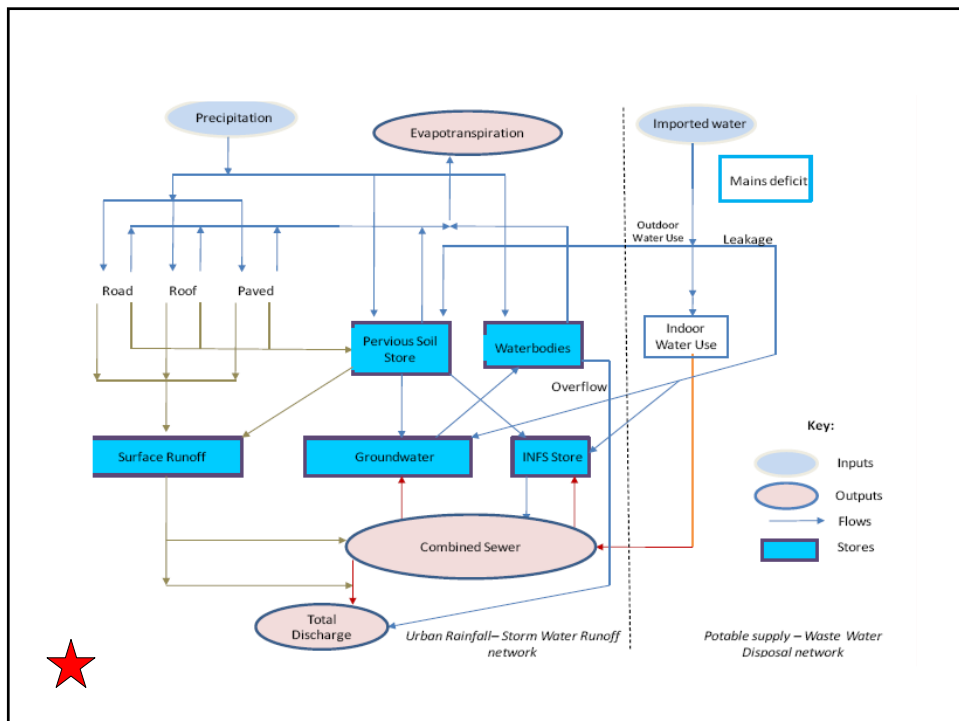 Precipitation
Evapotranspiration
Imported water
Mains deficit
Outdoor
Water Use
Leakage
Road
Roof
Paved
Pervious Soil
Store
Waterbodies
Indoor
Water Use
Overflow
Surface Runoff
Groundwater
INFS Store
Key:
Inputs
Outputs
Flows
Stores
Combined Sewer
Total
Discharge
Urban Rainfall– Storm Water Runoff
network
Potable supply – Waste Water
Disposal network